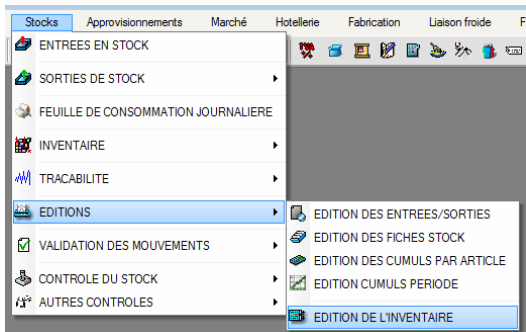 Stocks Approvisionnements Marché Hotellerie Fabrication Liaison froide F
ENTREES EN STOCK
SORTIES DE STOCK
FEUILLE DE CONSOMMATION JOURNALIERE
INVENTAIRE
TRACABILITE
EDITIONS
VALIDATION DES MOUVEMENTS
CONTROLE DU STOCK
AUTRES CONTROLES
EDITION DES ENTREES/SORTIES
EDITION DES FICHES STOCK
EDITION DES CUMULS PAR ARTICLE
EDITION CUMULS PERIODE
EDITION DE L'INVENTAIRE